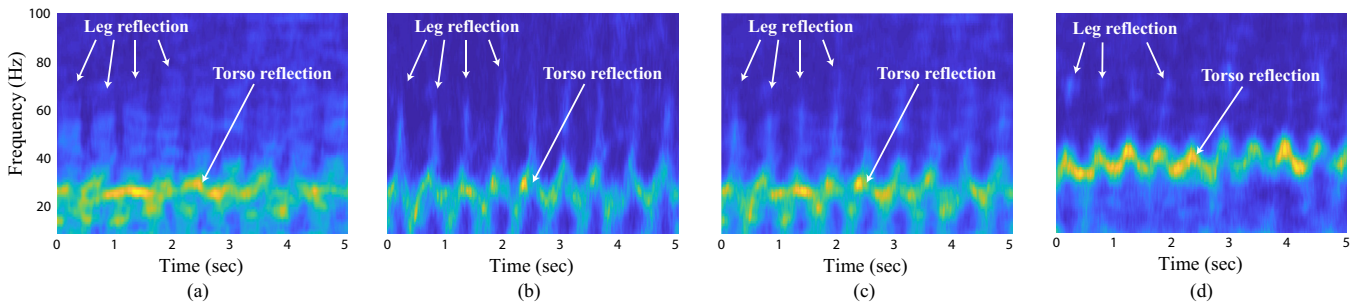 Frequency (Hz)
100
80
60
40
20
Leg reflection
Torso reflection
0 1 2 3 4 5
Time (sec)
(a)
Leg reflection
Torso reflection
0 1 2 3 4 5
Time (sec)
(b)
Leg reflection
Torso reflection
0 1 2 3 4 5
Time (sec)
(c)
Leg reflection
Torso reflection
0 1 2 3 4 5
Time (sec)
(d)